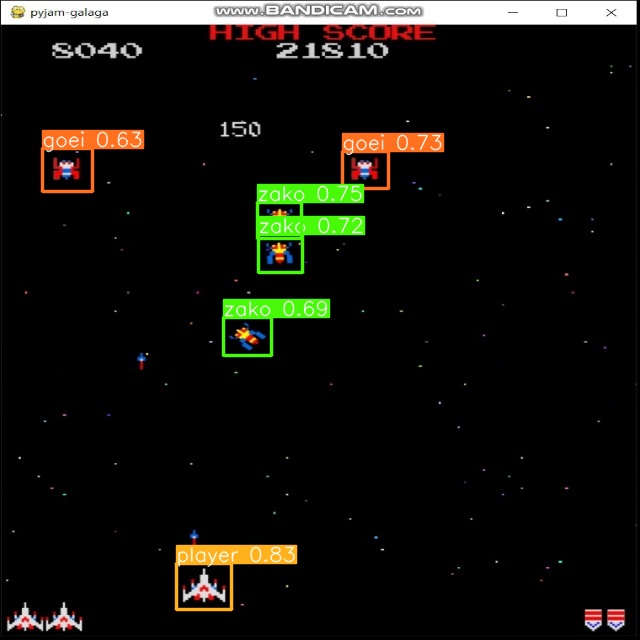 pyjam-galaga
www.BANDICAM.com
HIGH SCORE
8040 21810
150
goei 0.63
goei 0.73
zako 0.75
zako 0.72
zako 0.69
player 0.83